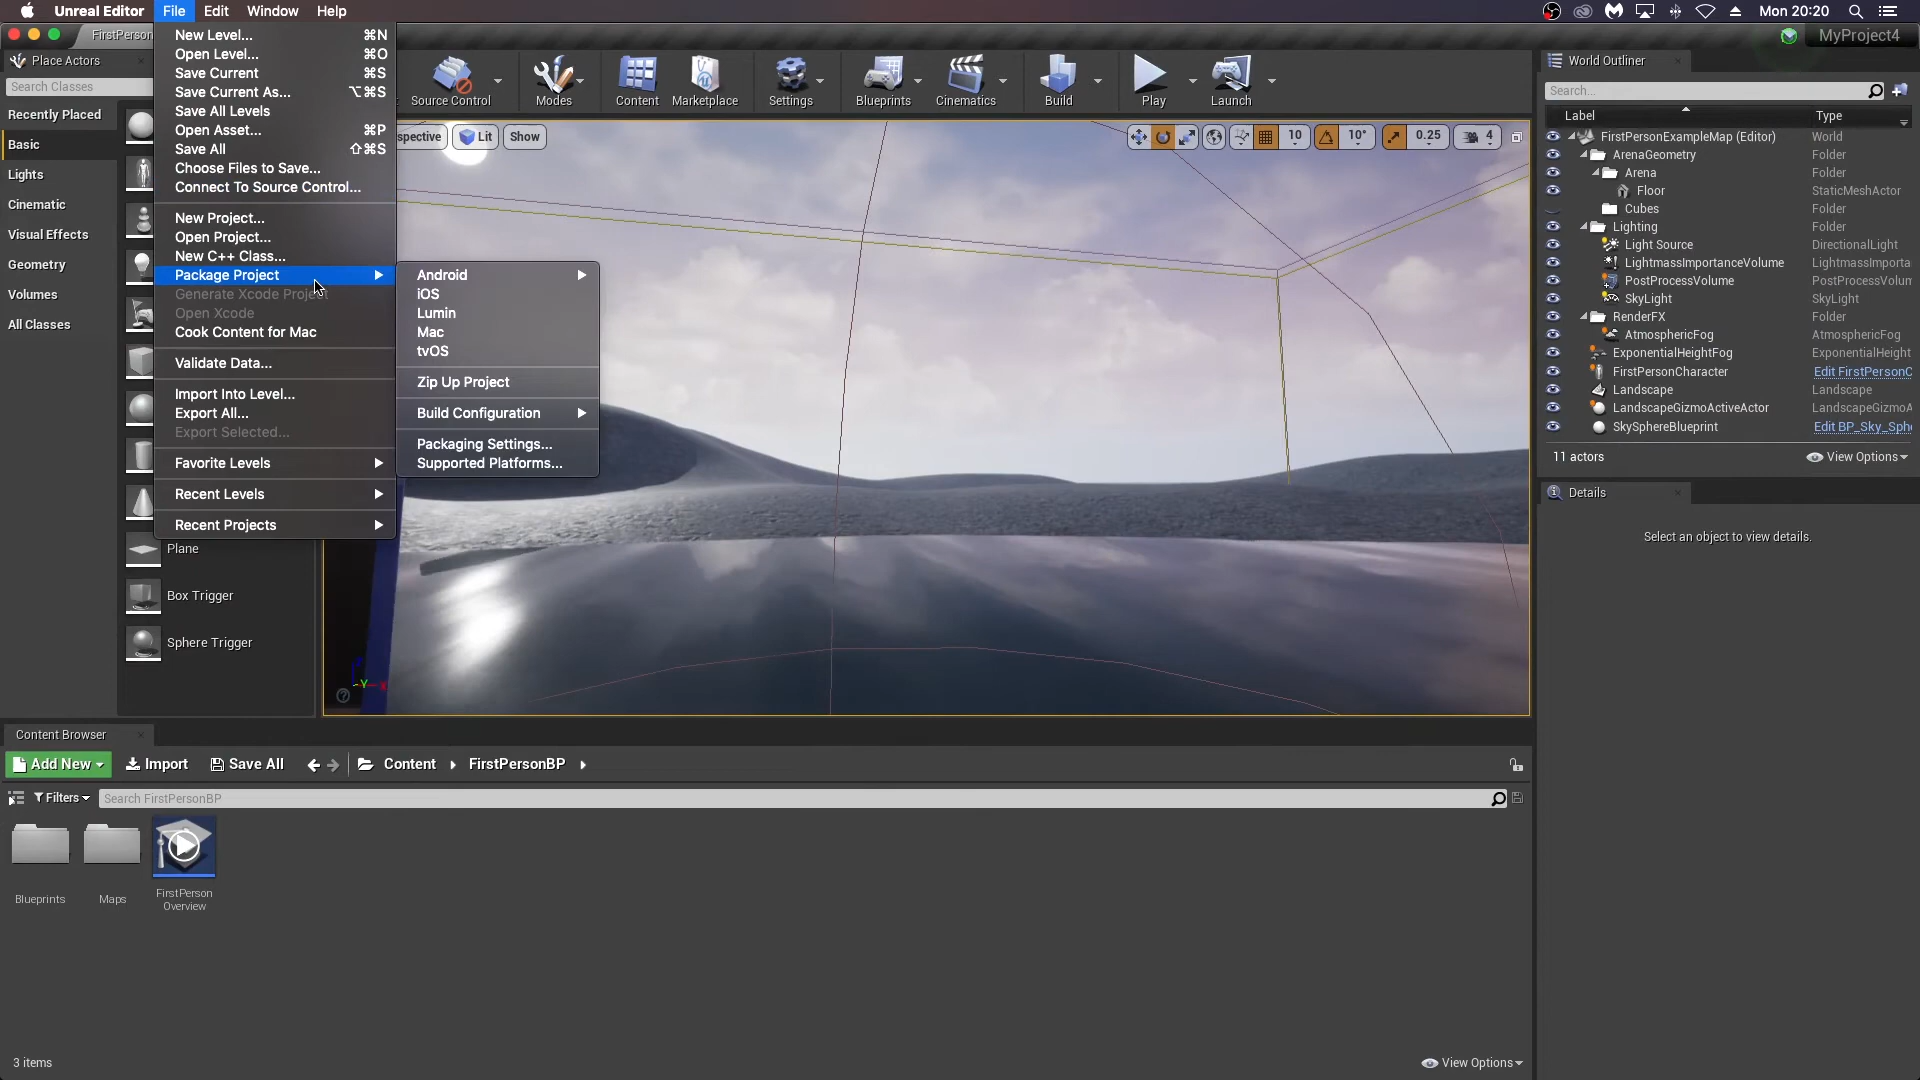 Unreal Editor File Edit Window Help
Mon 20:20
FirstPerson
MyProject4
New Level... ⌘N
Open Level... ⌘O
Save Current ⌘S
Save Current As... ⌥⌘S
Save All Levels
Open Asset... ⌘P
Save All ⇧⌘S
Choose Files to Save...
Connect To Source Control...
New Project...
Open Project...
New C++ Class...
Package Project
Generate Xcode Project
Open Xcode
Cook Content for Mac
Validate Data...
Import Into Level...
Export All...
Export Selected...
Favorite Levels
Recent Levels
Recent Projects
Android
iOS
Lumin
Mac
tvOS
Zip Up Project
Build Configuration
Packaging Settings...
Supported Platforms...
Place Actors
Search Classes
Recently Placed
Basic
Lights
Cinematic
Visual Effects
Geometry
Volumes
All Classes
Plane
Box Trigger
Sphere Trigger
Source Control
Modes
Content
Marketplace
Settings
Blueprints
Cinematics
Build
Play
Launch
spective
Lit
Show
10
10°
0.25
4
Y
X
World Outliner
Search...
Label Type
FirstPersonExampleMap (Editor) World
ArenaGeometry Folder
Arena Folder
Floor StaticMeshActor
Cubes Folder
Lighting Folder
Light Source DirectionalLight
LightmassImportanceVolume LightmassImporta
PostProcessVolume PostProcessVolum
SkyLight SkyLight
RenderFX Folder
AtmosphericFog AtmosphericFog
ExponentialHeightFog ExponentialHeight
FirstPersonCharacter Edit FirstPersonC
Landscape Landscape
LandscapeGizmoActiveActor LandscapeGizmoA
SkySphereBlueprint Edit BP_Sky_Sphe
11 actors
View Options
Details
Select an object to view details.
Content Browser
Add New
Import
Save All
Content
FirstPersonBP
Filters
Search FirstPersonBP
Blueprints
Maps
FirstPerson
Overview
3 items
View Options